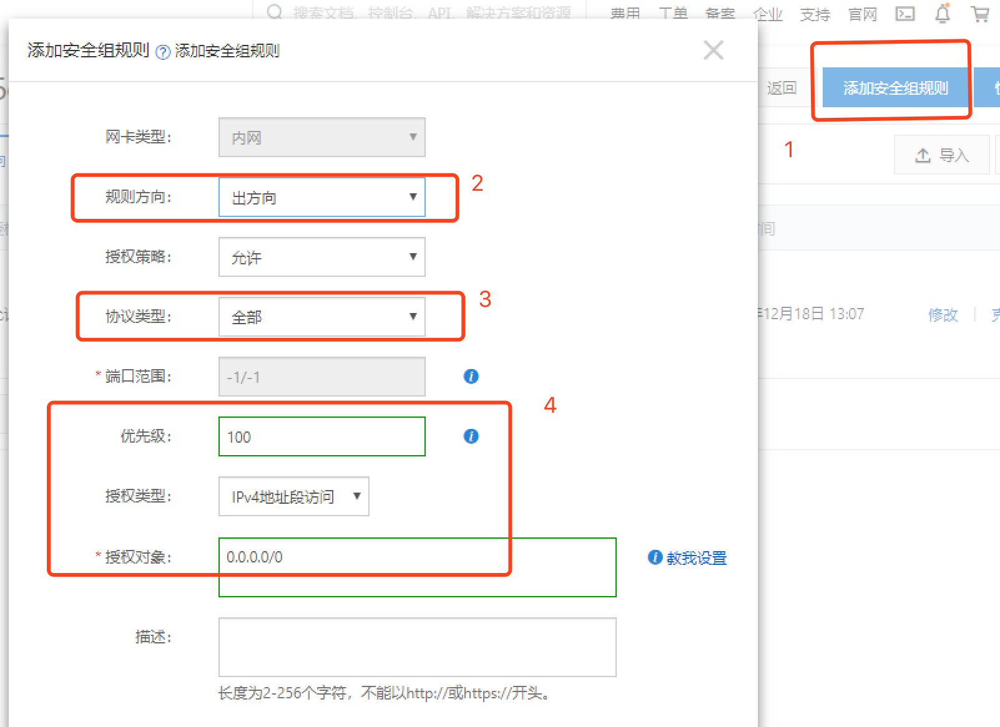 搜索文档、控制台、API、解决方案和资源 费用 工单 备案 企业 支持 官网
添加安全组规则 添加安全组规则
返回 添加安全组规则
网卡类型： 内网
1
导入
规则方向： 出方向
2
间
授权策略： 允许
协议类型： 全部
3
12月18日 13:07 修改
* 端口范围： -1/-1
4
优先级： 100
授权类型： IPv4地址段访问
* 授权对象： 0.0.0.0/0
教我设置
描述：
长度为2-256个字符，不能以http://或https://开头。